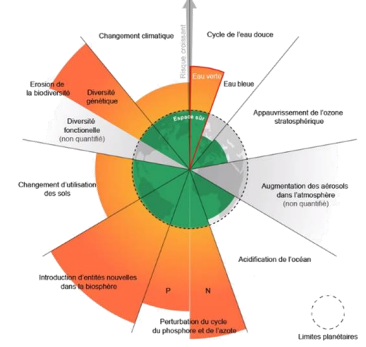 Changement climatique
Cycle de l'eau douce
Risque croissant
Eau verte
Eau bleue
Erosion de
la biodiversité
Diversité
génétique
Espace sûr
Appauvrissement de l'ozone
stratosphérique
Diversité
fonctionelle
(non quantifié)
Changement d'utilisation
des sols
Augmentation des aérosols
dans l'atmosphère
(non quantifié)
Acidification de l'océan
Introduction d'entités nouvelles
dans la biosphère
P
N
Perturbation du cycle
du phosphore et de l'azote
Limites planétaires